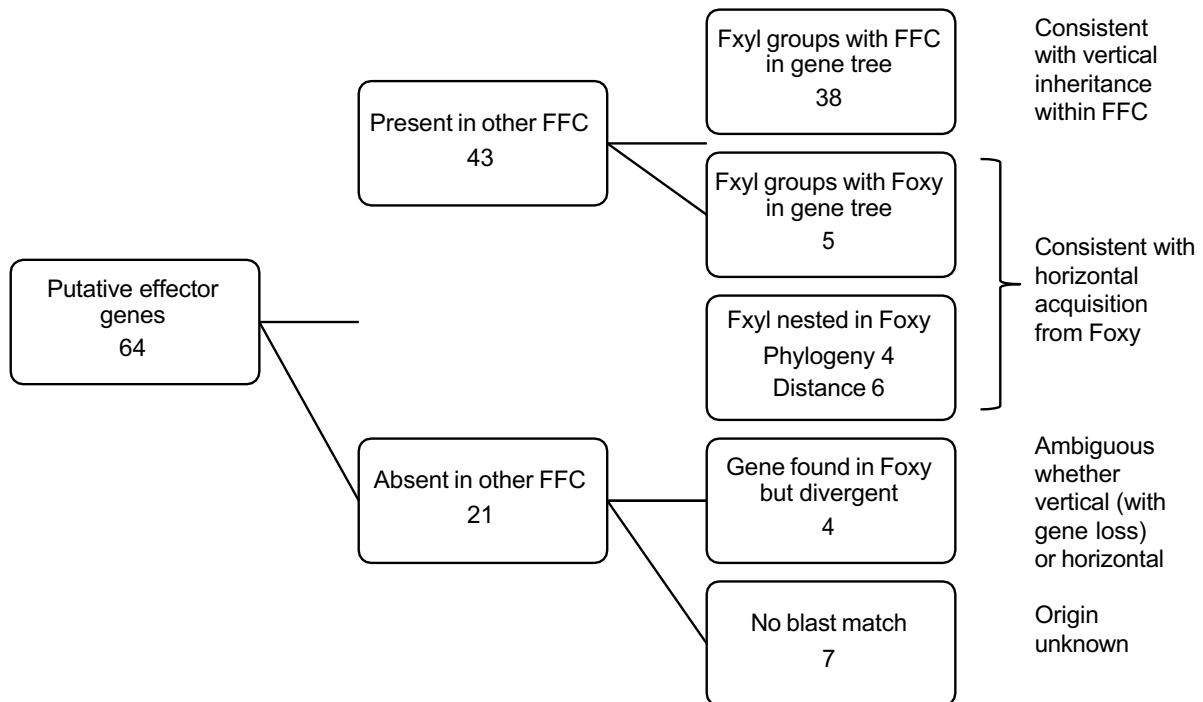 Putative effector
genes
64
Present in other FFC
43
Absent in other FFC
21
Fxyl groups with FFC
in gene tree
38
Fxyl groups with Foxy
in gene tree
5
Fxyl nested in Foxy
Phylogeny 4
Distance 6
Gene found in Foxy
but divergent
4
No blast match
7
Consistent
with vertical
inheritance
within FFC
Consistent with
horizontal
acquisition
from Foxy
Ambiguous
whether
vertical (with
gene loss)
or horizontal
Origin
unknown